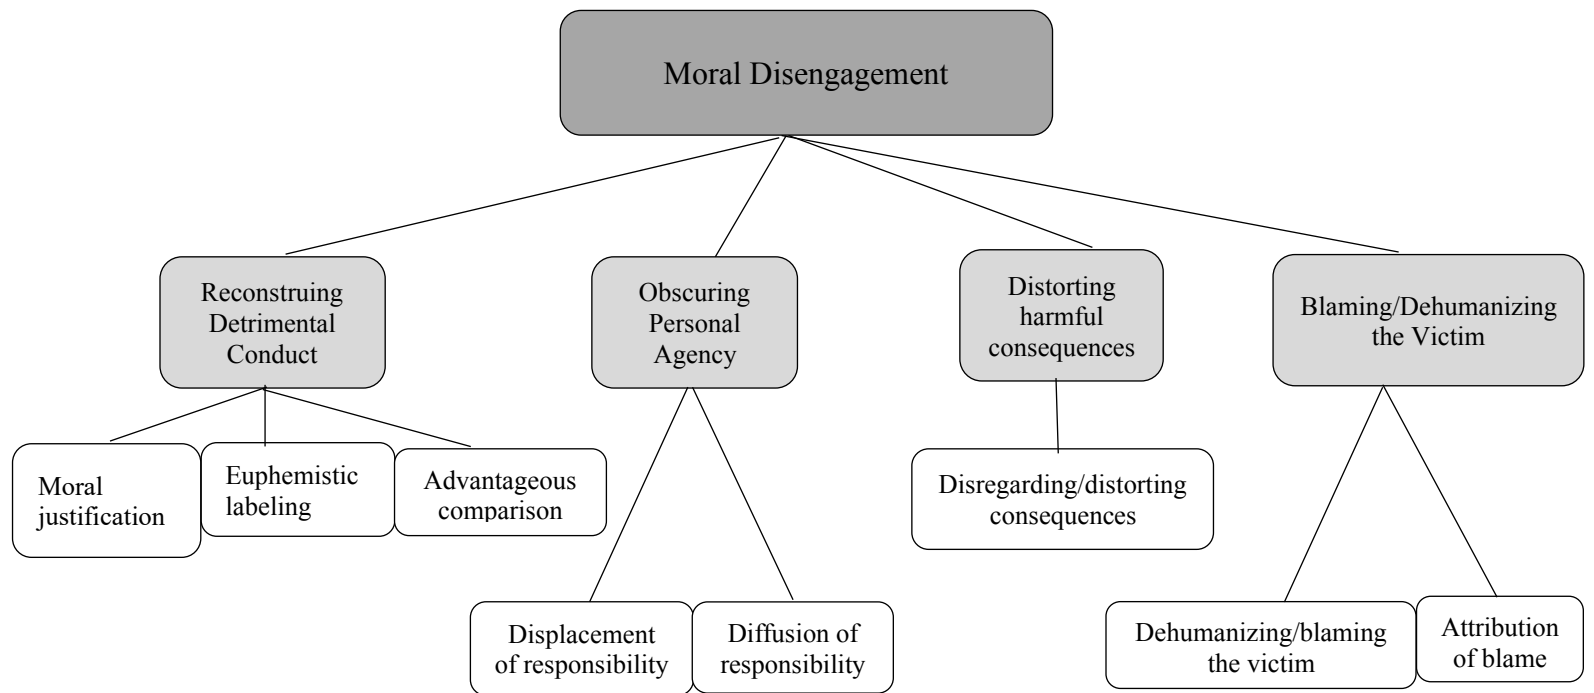 Moral Disengagement
Reconstruing
Detrimental
Conduct
Obscuring
Personal
Agency
Distorting
harmful
consequences
Blaming/Dehumanizing
the Victim
Moral
justification
Euphemistic
labeling
Advantageous
comparison
Disregarding/distorting
consequences
Displacement
of responsibility
Diffusion of
responsibility
Dehumanizing/blaming
the victim
Attribution
of blame